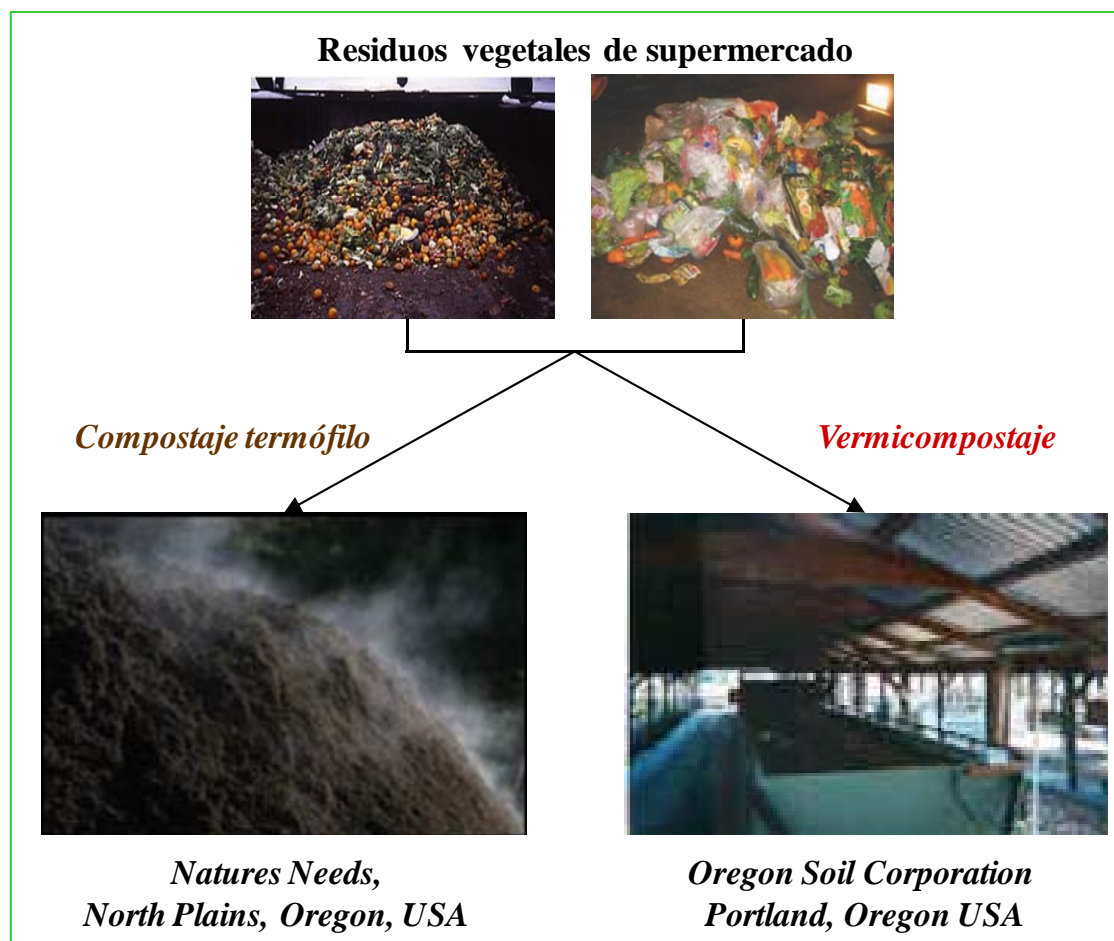 Residuos vegetales de supermercado
Compostaje termófilo
Vermicompostaje
Natures Needs,
North Plains, Oregon, USA
Oregon Soil Corporation
Portland, Oregon USA